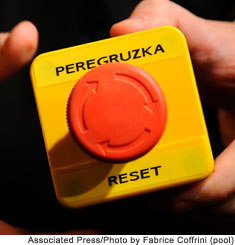 PEREGRUZKA
RESET
Associated Press/Photo by Fabrice Coffrini (pool)